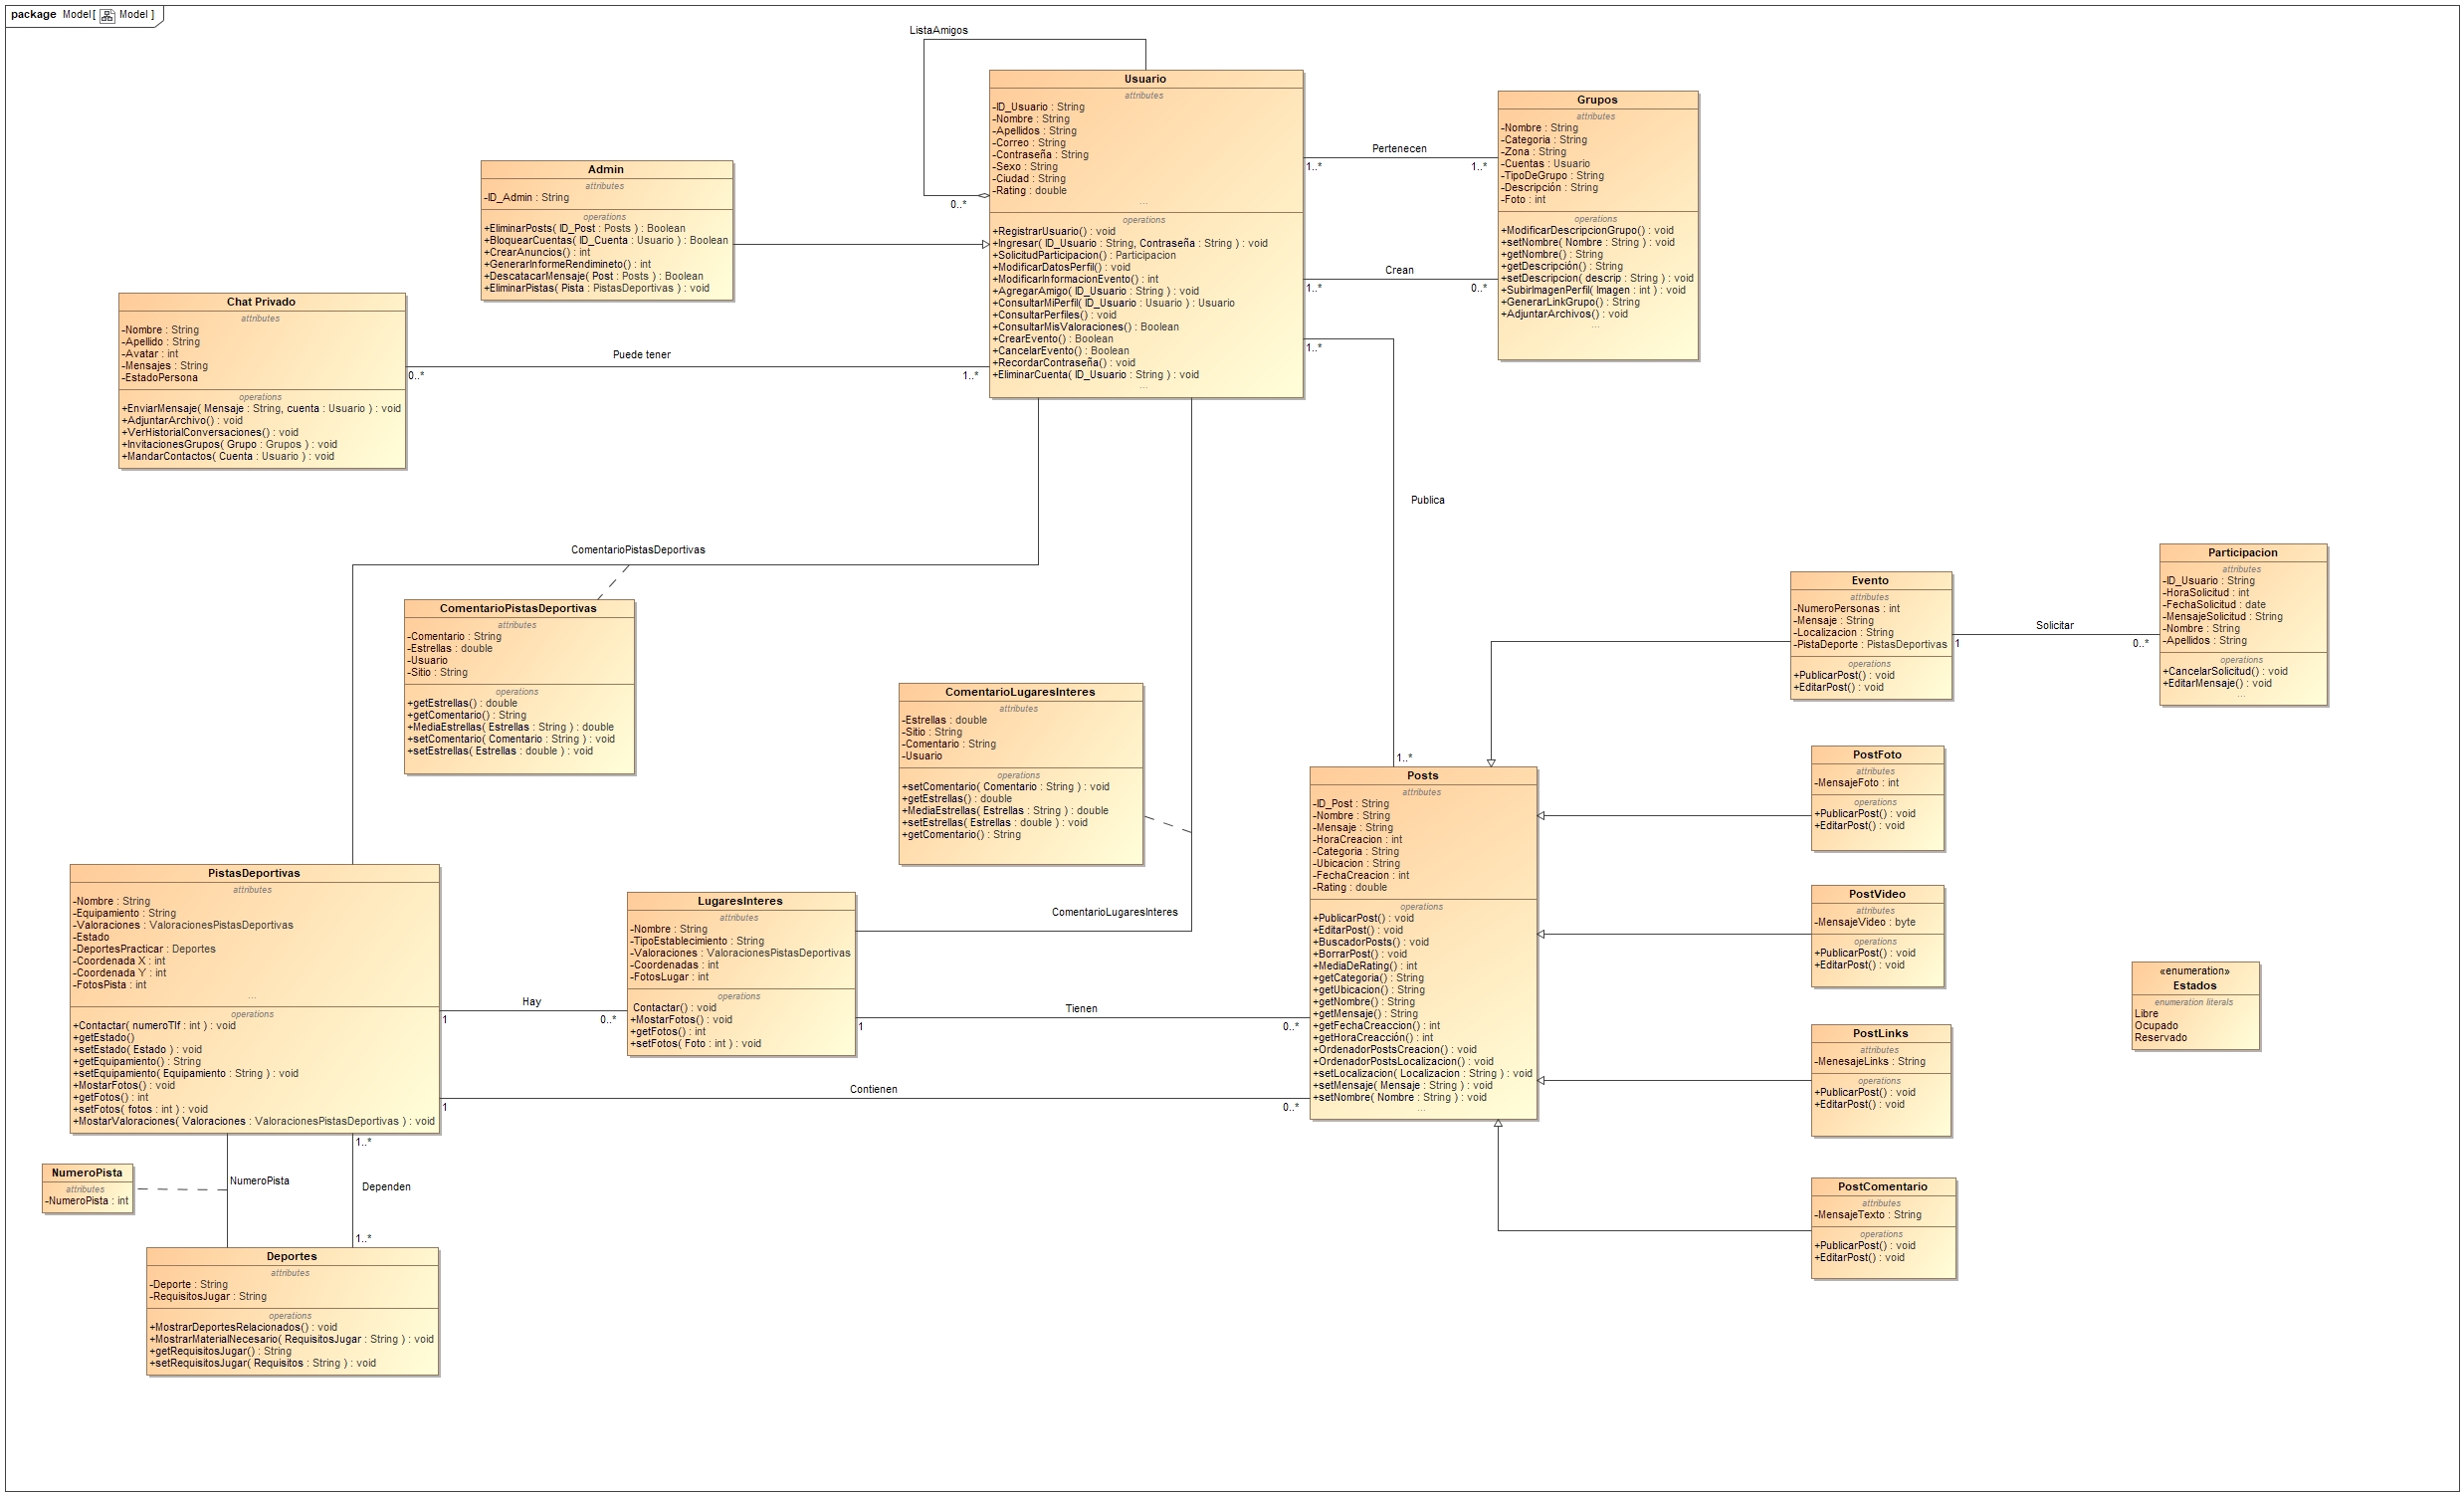 package Model [ Model ]
ListaAmigos
0..*
Usuario
attributes
-ID_Usuario : String
-Nombre : String
-Apellidos : String
-Correo : String
-Contraseña : String
-Sexo : String
-Ciudad : String
-Rating : double
...
operations
+RegistrarUsuario() : void
+Ingresar( ID_Usuario : String, Contraseña : String ) : void
+SolicitudParticipacion() : Participacion
+ModificarDatosPerfil() : void
+ModificarInformacionEvento() : int
+AgregarAmigo( ID_Usuario : String ) : void
+ConsultarMiPerfil( ID_Usuario : Usuario ) : Usuario
+ConsultarPerfiles() : void
+ConsultarMisValoraciones() : Boolean
+CrearEvento() : Boolean
+CancelarEvento() : Boolean
+RecordarContraseña() : void
+EliminarCuenta( ID_Usuario : String ) : void
...
Pertenecen
1..*
1..*
Crean
1..*
0..*
Grupos
attributes
-Nombre : String
-Categoria : String
-Zona : String
-Cuentas : Usuario
-TipoDeGrupo : String
-Descripción : String
-Foto : int
operations
+ModificarDescripcionGrupo() : void
+setNombre( Nombre : String ) : void
+getNombre() : String
+getDescripción() : String
+setDescripcion( descrip : String ) : void
+SubirImagenPerfil( Imagen : int ) : void
+GenerarLinkGrupo() : String
+AdjuntarArchivos() : void
...
Admin
attributes
-ID_Admin : String
operations
+EliminarPosts( ID_Post : Posts ) : Boolean
+BloquearCuentas( ID_Cuenta : Usuario ) : Boolean
+CrearAnuncios() : int
+GenerarInformeRendimineto() : int
+DescatacarMensaje( Post : Posts ) : Boolean
+EliminarPistas( Pista : PistasDeportivas ) : void
Chat Privado
attributes
-Nombre : String
-Apellido : String
-Avatar : int
-Mensajes : String
-EstadoPersona
operations
+EnviarMensaje( Mensaje : String, cuenta : Usuario ) : void
+AdjuntarArchivo() : void
+VerHistorialConversaciones() : void
+InvitacionesGrupos( Grupo : Grupos ) : void
+MandarContactos( Cuenta : Usuario ) : void
Puede tener
0..*
1..*
1..*
Publica
1..*
ComentarioPistasDeportivas
ComentarioPistasDeportivas
attributes
-Comentario : String
-Estrellas : double
-Usuario
-Sitio : String
operations
+getEstrellas() : double
+getComentario() : String
+MediaEstrellas( Estrellas : String ) : double
+setComentario( Comentario : String ) : void
+setEstrellas( Estrellas : double ) : void
ComentarioLugaresInteres
attributes
-Estrellas : double
-Sitio : String
-Comentario : String
-Usuario
operations
+setComentario( Comentario : String ) : void
+getEstrellas() : double
+MediaEstrellas( Estrellas : String ) : double
+setEstrellas( Estrellas : double ) : void
+getComentario() : String
ComentarioLugaresInteres
Evento
attributes
-NumeroPersonas : int
-Mensaje : String
-Localizacion : String
-PistaDeporte : PistasDeportivas
operations
+PublicarPost() : void
+EditarPost() : void
Solicitar
1
0..*
Participacion
attributes
-ID_Usuario : String
-HoraSolicitud : int
-FechaSolicitud : date
-MensajeSolicitud : String
-Nombre : String
-Apellidos : String
operations
+CancelarSolicitud() : void
+EditarMensaje() : void
...
Posts
attributes
-ID_Post : String
-Nombre : String
-Mensaje : String
-HoraCreacion : int
-Categoria : String
-Ubicacion : String
-FechaCreacion : int
-Rating : double
operations
+PublicarPost() : void
+EditarPost() : void
+BuscadorPosts() : void
+BorrarPost() : void
+MediaDeRating() : int
+getCategoria() : String
+getUbicacion() : String
+getNombre() : String
+getMensaje() : String
+getFechaCreaccion() : int
+getHoraCreacción() : int
+OrdenadorPostsCreacion() : void
+OrdenadorPostsLocalizacion() : void
+setLocalizacion( Localizacion : String ) : void
+setMensaje( Mensaje : String ) : void
+setNombre( Nombre : String ) : void
...
PostFoto
attributes
-MensajeFoto : int
operations
+PublicarPost() : void
+EditarPost() : void
PostVideo
attributes
-MensajeVideo : byte
operations
+PublicarPost() : void
+EditarPost() : void
PostLinks
attributes
-MenesajeLinks : String
operations
+PublicarPost() : void
+EditarPost() : void
PostComentario
attributes
-MensajeTexto : String
operations
+PublicarPost() : void
+EditarPost() : void
«enumeration»
Estados
enumeration literals
Libre
Ocupado
Reservado
PistasDeportivas
attributes
-Nombre : String
-Equipamiento : String
-Valoraciones : ValoracionesPistasDeportivas
-Estado
-DeportesPracticar : Deportes
-Coordenada X : int
-Coordenada Y : int
-FotosPista : int
...
operations
+Contactar( numeroTlf : int ) : void
+getEstado()
+setEstado( Estado ) : void
+getEquipamiento() : String
+setEquipamiento( Equipamiento : String ) : void
+MostarFotos() : void
+getFotos() : int
+setFotos( fotos : int ) : void
+MostarValoraciones( Valoraciones : ValoracionesPistasDeportivas ) : void
LugaresInteres
attributes
-Nombre : String
-TipoEstablecimiento : String
-Valoraciones : ValoracionesPistasDeportivas
-Coordenadas : int
-FotosLugar : int
operations
Contactar() : void
+MostarFotos() : void
+getFotos() : int
+setFotos( Foto : int ) : void
Hay
1
0..*
Tienen
1
0..*
Contienen
1
0..*
NumeroPista
attributes
-NumeroPista : int
NumeroPista
1..*
Dependen
1..*
Deportes
attributes
-Deporte : String
-RequisitosJugar : String
operations
+MostrarDeportesRelacionados() : void
+MostrarMaterialNecesario( RequisitosJugar : String ) : void
+getRequisitosJugar() : String
+setRequisitosJugar( Requisitos : String ) : void